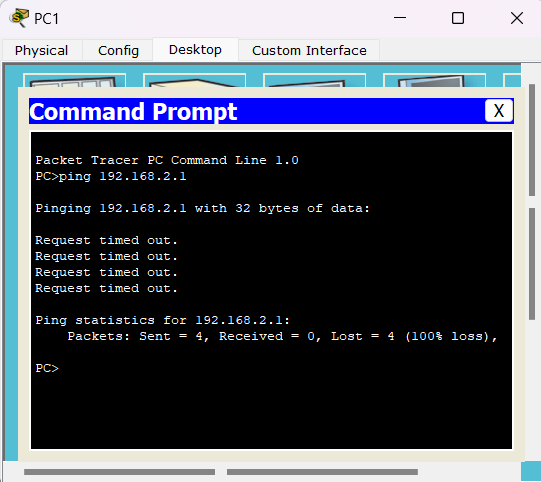 PC1
Physical Config Desktop Custom Interface
Command Prompt X
Packet Tracer PC Command Line 1.0
PC>ping 192.168.2.1
Pinging 192.168.2.1 with 32 bytes of data:
Request timed out.
Request timed out.
Request timed out.
Request timed out.
Ping statistics for 192.168.2.1:
Packets: Sent = 4, Received = 0, Lost = 4 (100% loss),
PC>